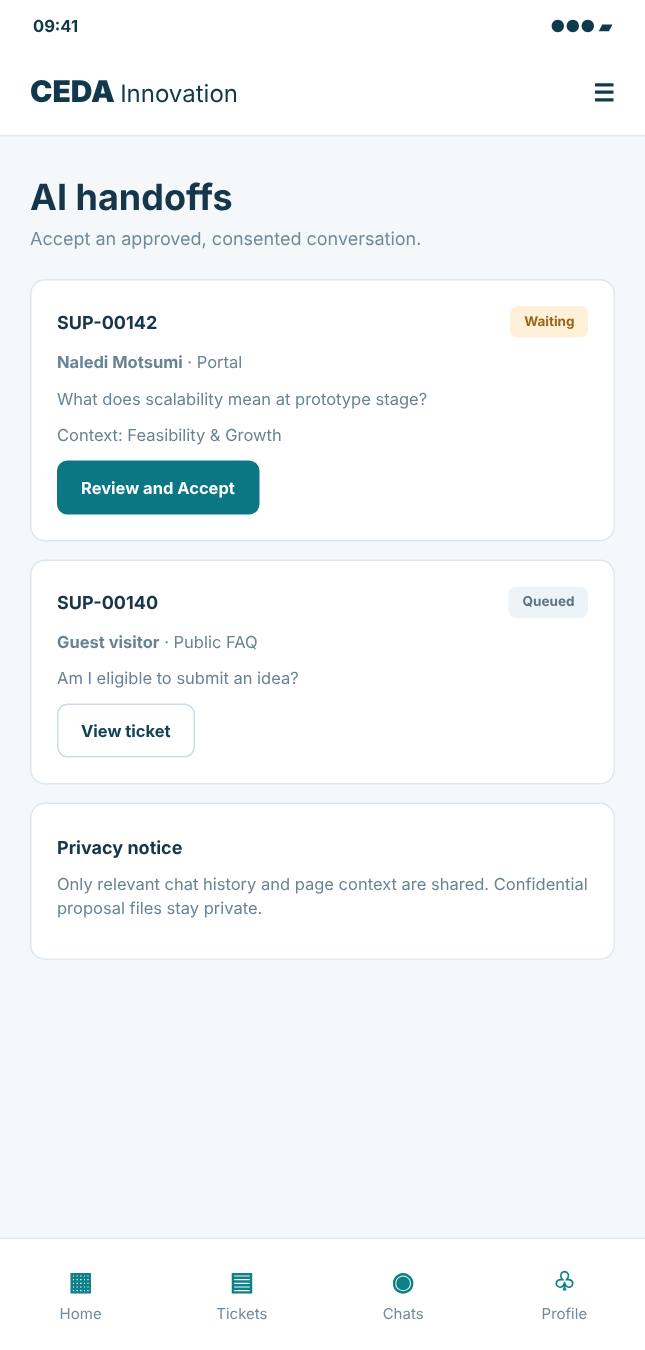 09:41
CEDA Innovation
AI handoffs
Accept an approved, consented conversation.
SUP-00142
Waiting
Naledi Motsumi · Portal
What does scalability mean at prototype stage?
Context: Feasibility & Growth
Review and Accept
SUP-00140
Queued
Guest visitor · Public FAQ
Am I eligible to submit an idea?
View ticket
Privacy notice
Only relevant chat history and page context are shared. Confidential
proposal files stay private.
Home
Tickets
Chats
Profile